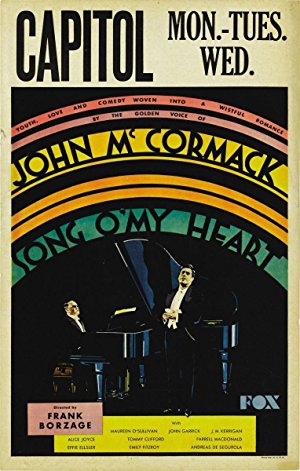 CAPITOL
MON.-TUES.
WED.
YOUTH, LOVE AND COMEDY WOVEN INTO A WISTFUL ROMANCE
BY THE GOLDEN VOICE OF
JOHN McCORMACK
SONG O'MY HEART
Directed by
FRANK
BORZAGE
With
MAUREEN O'SULLIVAN JOHN GARRICK J. M. KERRIGAN
ALICE JOYCE TOMMY CLIFFORD FARRELL MACDONALD
EFFIE ELLSLER EMILY FITZROY ANDREAS DE SEGUROLA
FOX